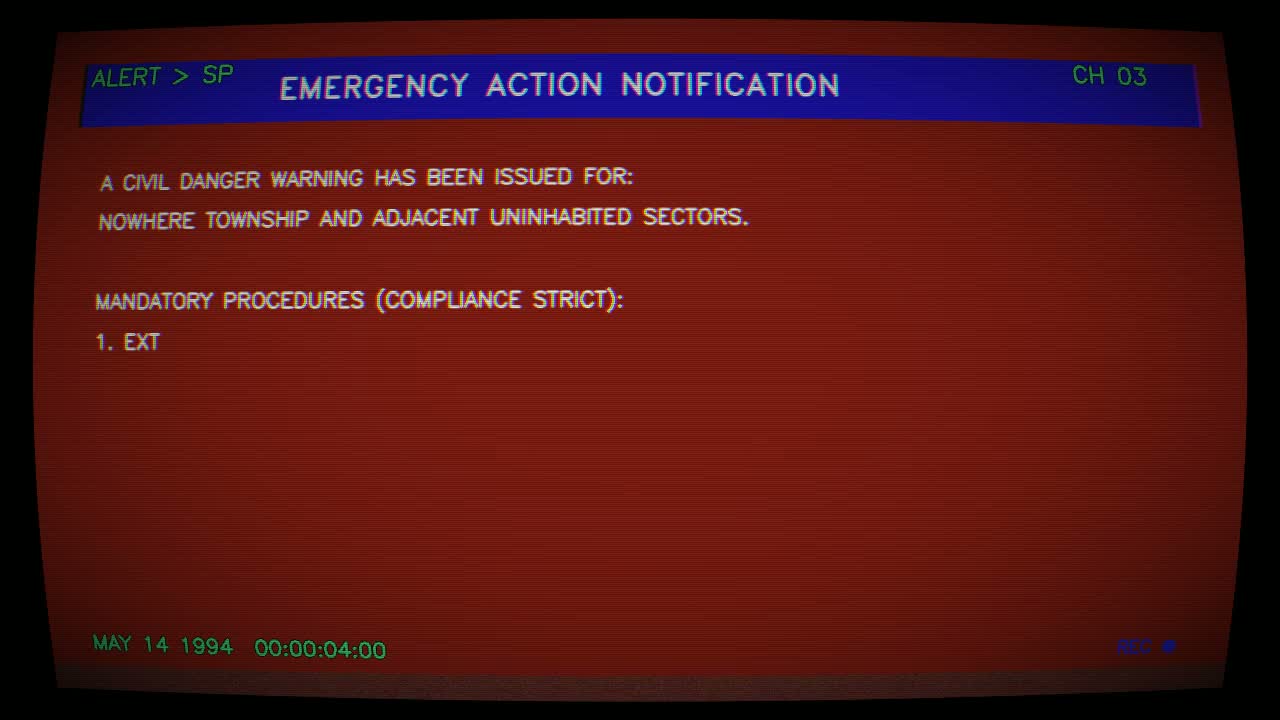 ALERT > SP
EMERGENCY ACTION NOTIFICATION
CH 03
A CIVIL DANGER WARNING HAS BEEN ISSUED FOR:
NOWHERE TOWNSHIP AND ADJACENT UNINHABITED SECTORS.
MANDATORY PROCEDURES (COMPLIANCE STRICT):
1. EXT
MAY 14 1994 00:00:04:00
REC